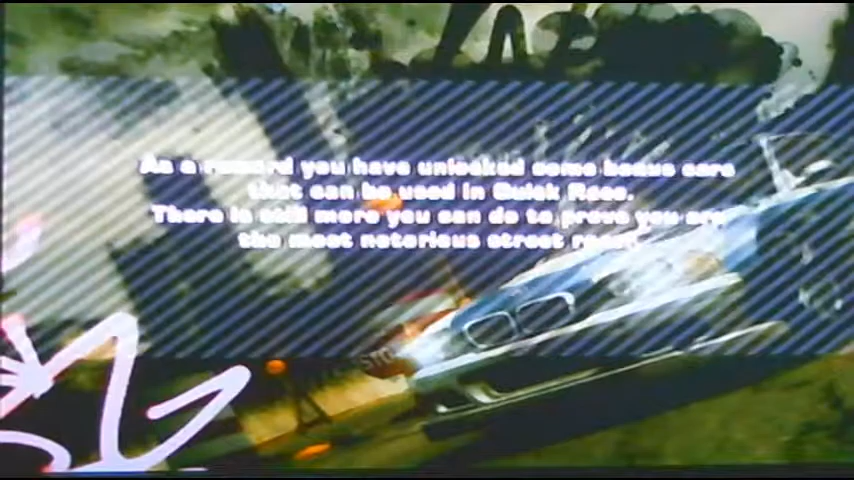 As a reward you have unlocked some bonus cars
that can be used in Quick Race.
There is still more you can do to prove you are
the most notorious street racer.